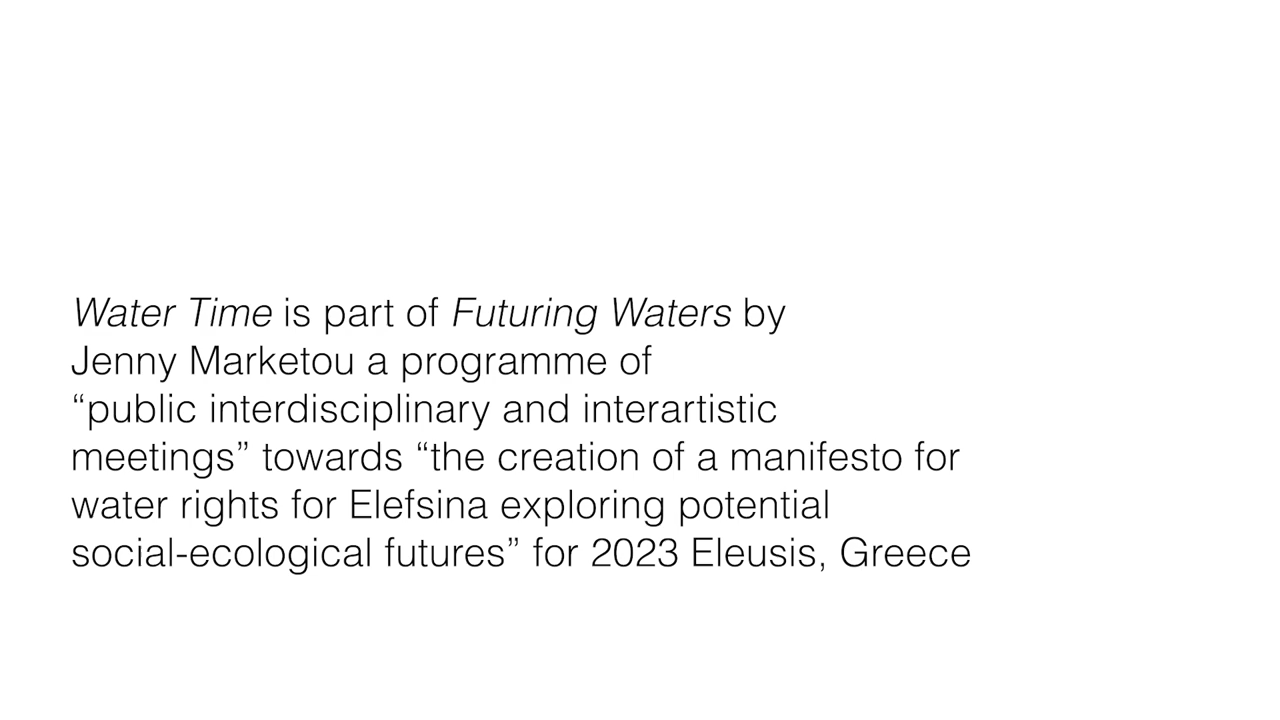 Water Time is part of Futuring Waters by
Jenny Marketou a programme of
“public interdisciplinary and interartistic
meetings” towards “the creation of a manifesto for
water rights for Elefsina exploring potential
social-ecological futures” for 2023 Eleusis, Greece